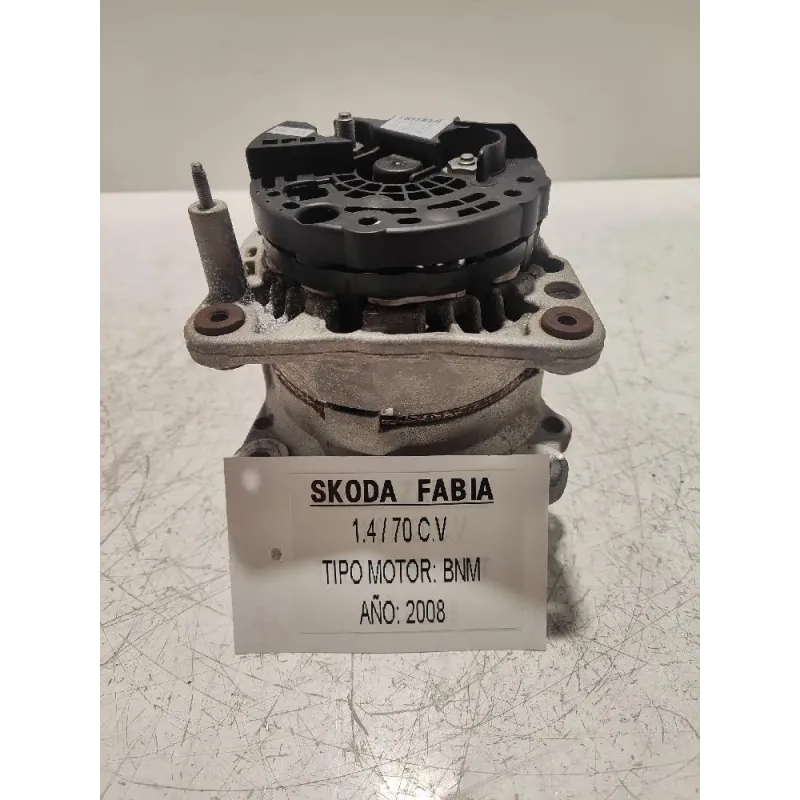 SKODA FABIA
1.4 / 70 C.V
TIPO MOTOR: BNM
AÑO: 2008